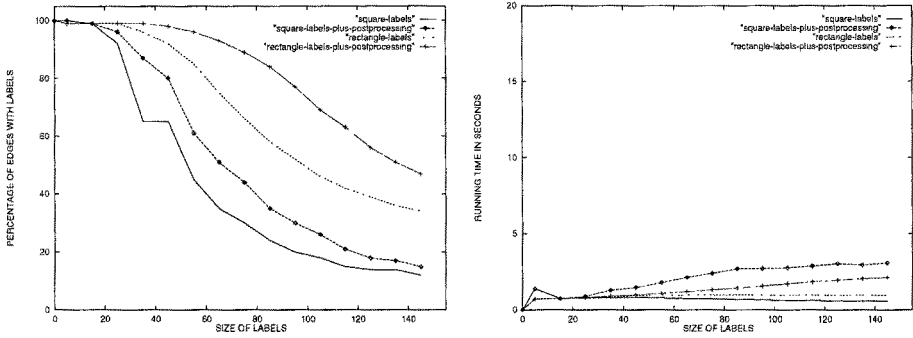 100
80
60
40
20
0
PERCENTAGE OF EDGES WITH LABELS
"square-labels"
"square-labels-plus-postprocessing"
"rectangle-labels"
"rectangle-labels-plus-postprocessing"
0 20 40 60 80 100 120 140
SIZE OF LABELS
20
15
10
5
0
RUNNING TIME IN SECONDS
"square-labels"
"square-labels-plus-postprocessing"
"rectangle-labels"
"rectangle-labels-plus-postprocessing"
0 20 40 60 80 100 120 140
SIZE OF LABELS